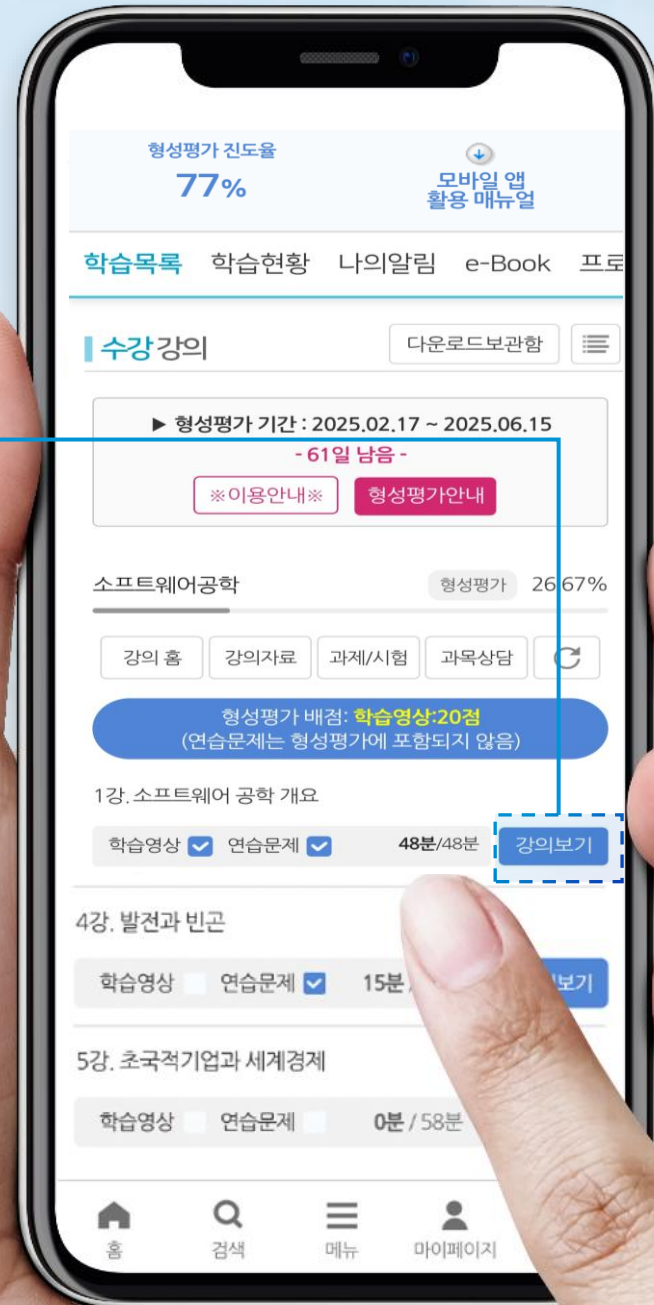 형성평가 진도율
77%
모바일 앱
활용 매뉴얼
학습목록 학습현황 나의알림 e-Book 프로
수강강의 다운로드보관함
▶ 형성평가 기간 : 2025.02.17 ~ 2025.06.15
- 61일 남음 -
※이용안내※ 형성평가안내
소프트웨어공학 형성평가 26.67%
강의 홈 강의자료 과제/시험 과목상담
형성평가 배점: 학습영상:20점
(연습문제는 형성평가에 포함되지 않음)
1강. 소프트웨어 공학 개요
학습영상 연습문제 48분/48분 강의보기
4강. 발전과 빈곤
학습영상 연습문제 15분 보기
5강. 초국적기업과 세계경제
학습영상 연습문제 0분 / 58분
홈 검색 메뉴 마이페이지